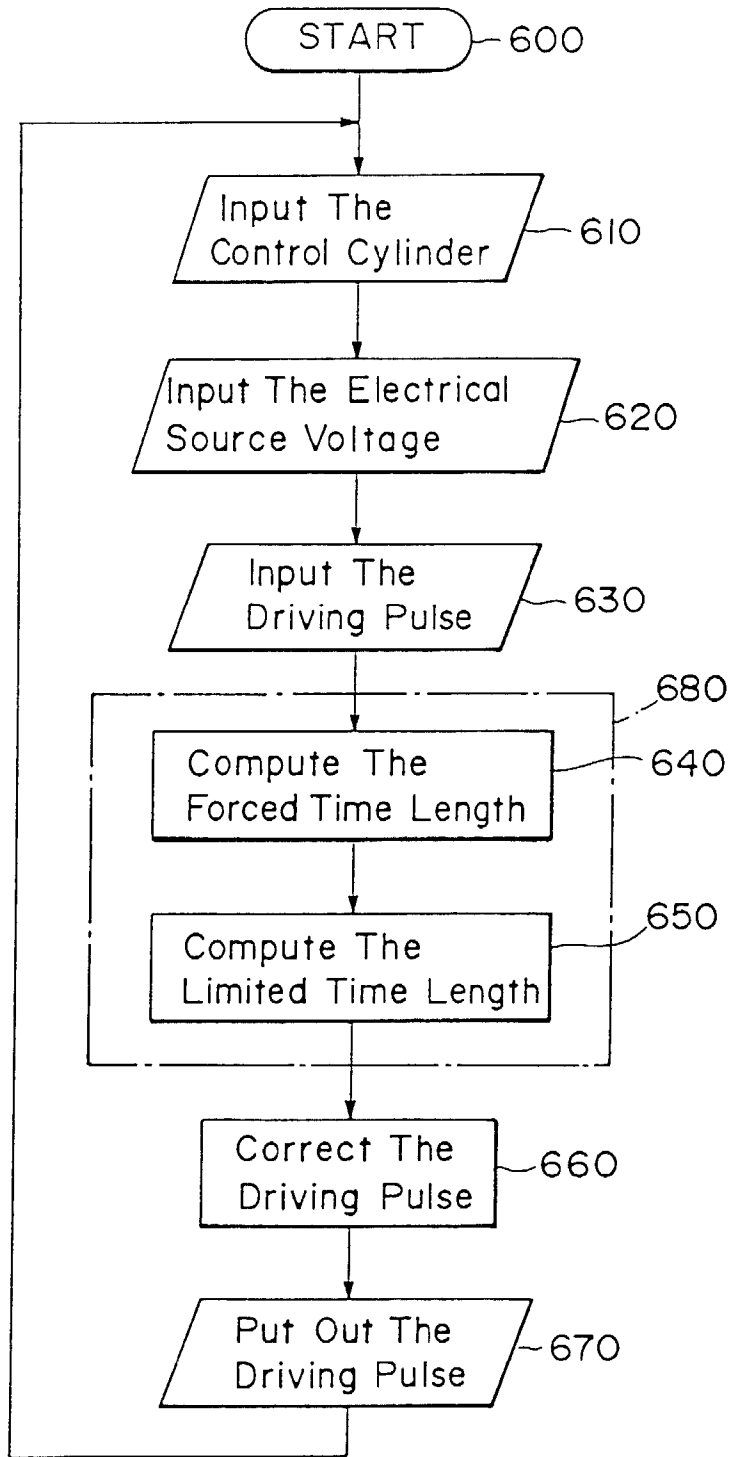 START
600
Input The
Control Cylinder
610
Input The Electrical
Source Voltage
620
Input The
Driving Pulse
630
680
Compute The
Forced Time Length
640
Compute The
Limited Time Length
650
Correct The
Driving Pulse
660
Put Out The
Driving Pulse
670